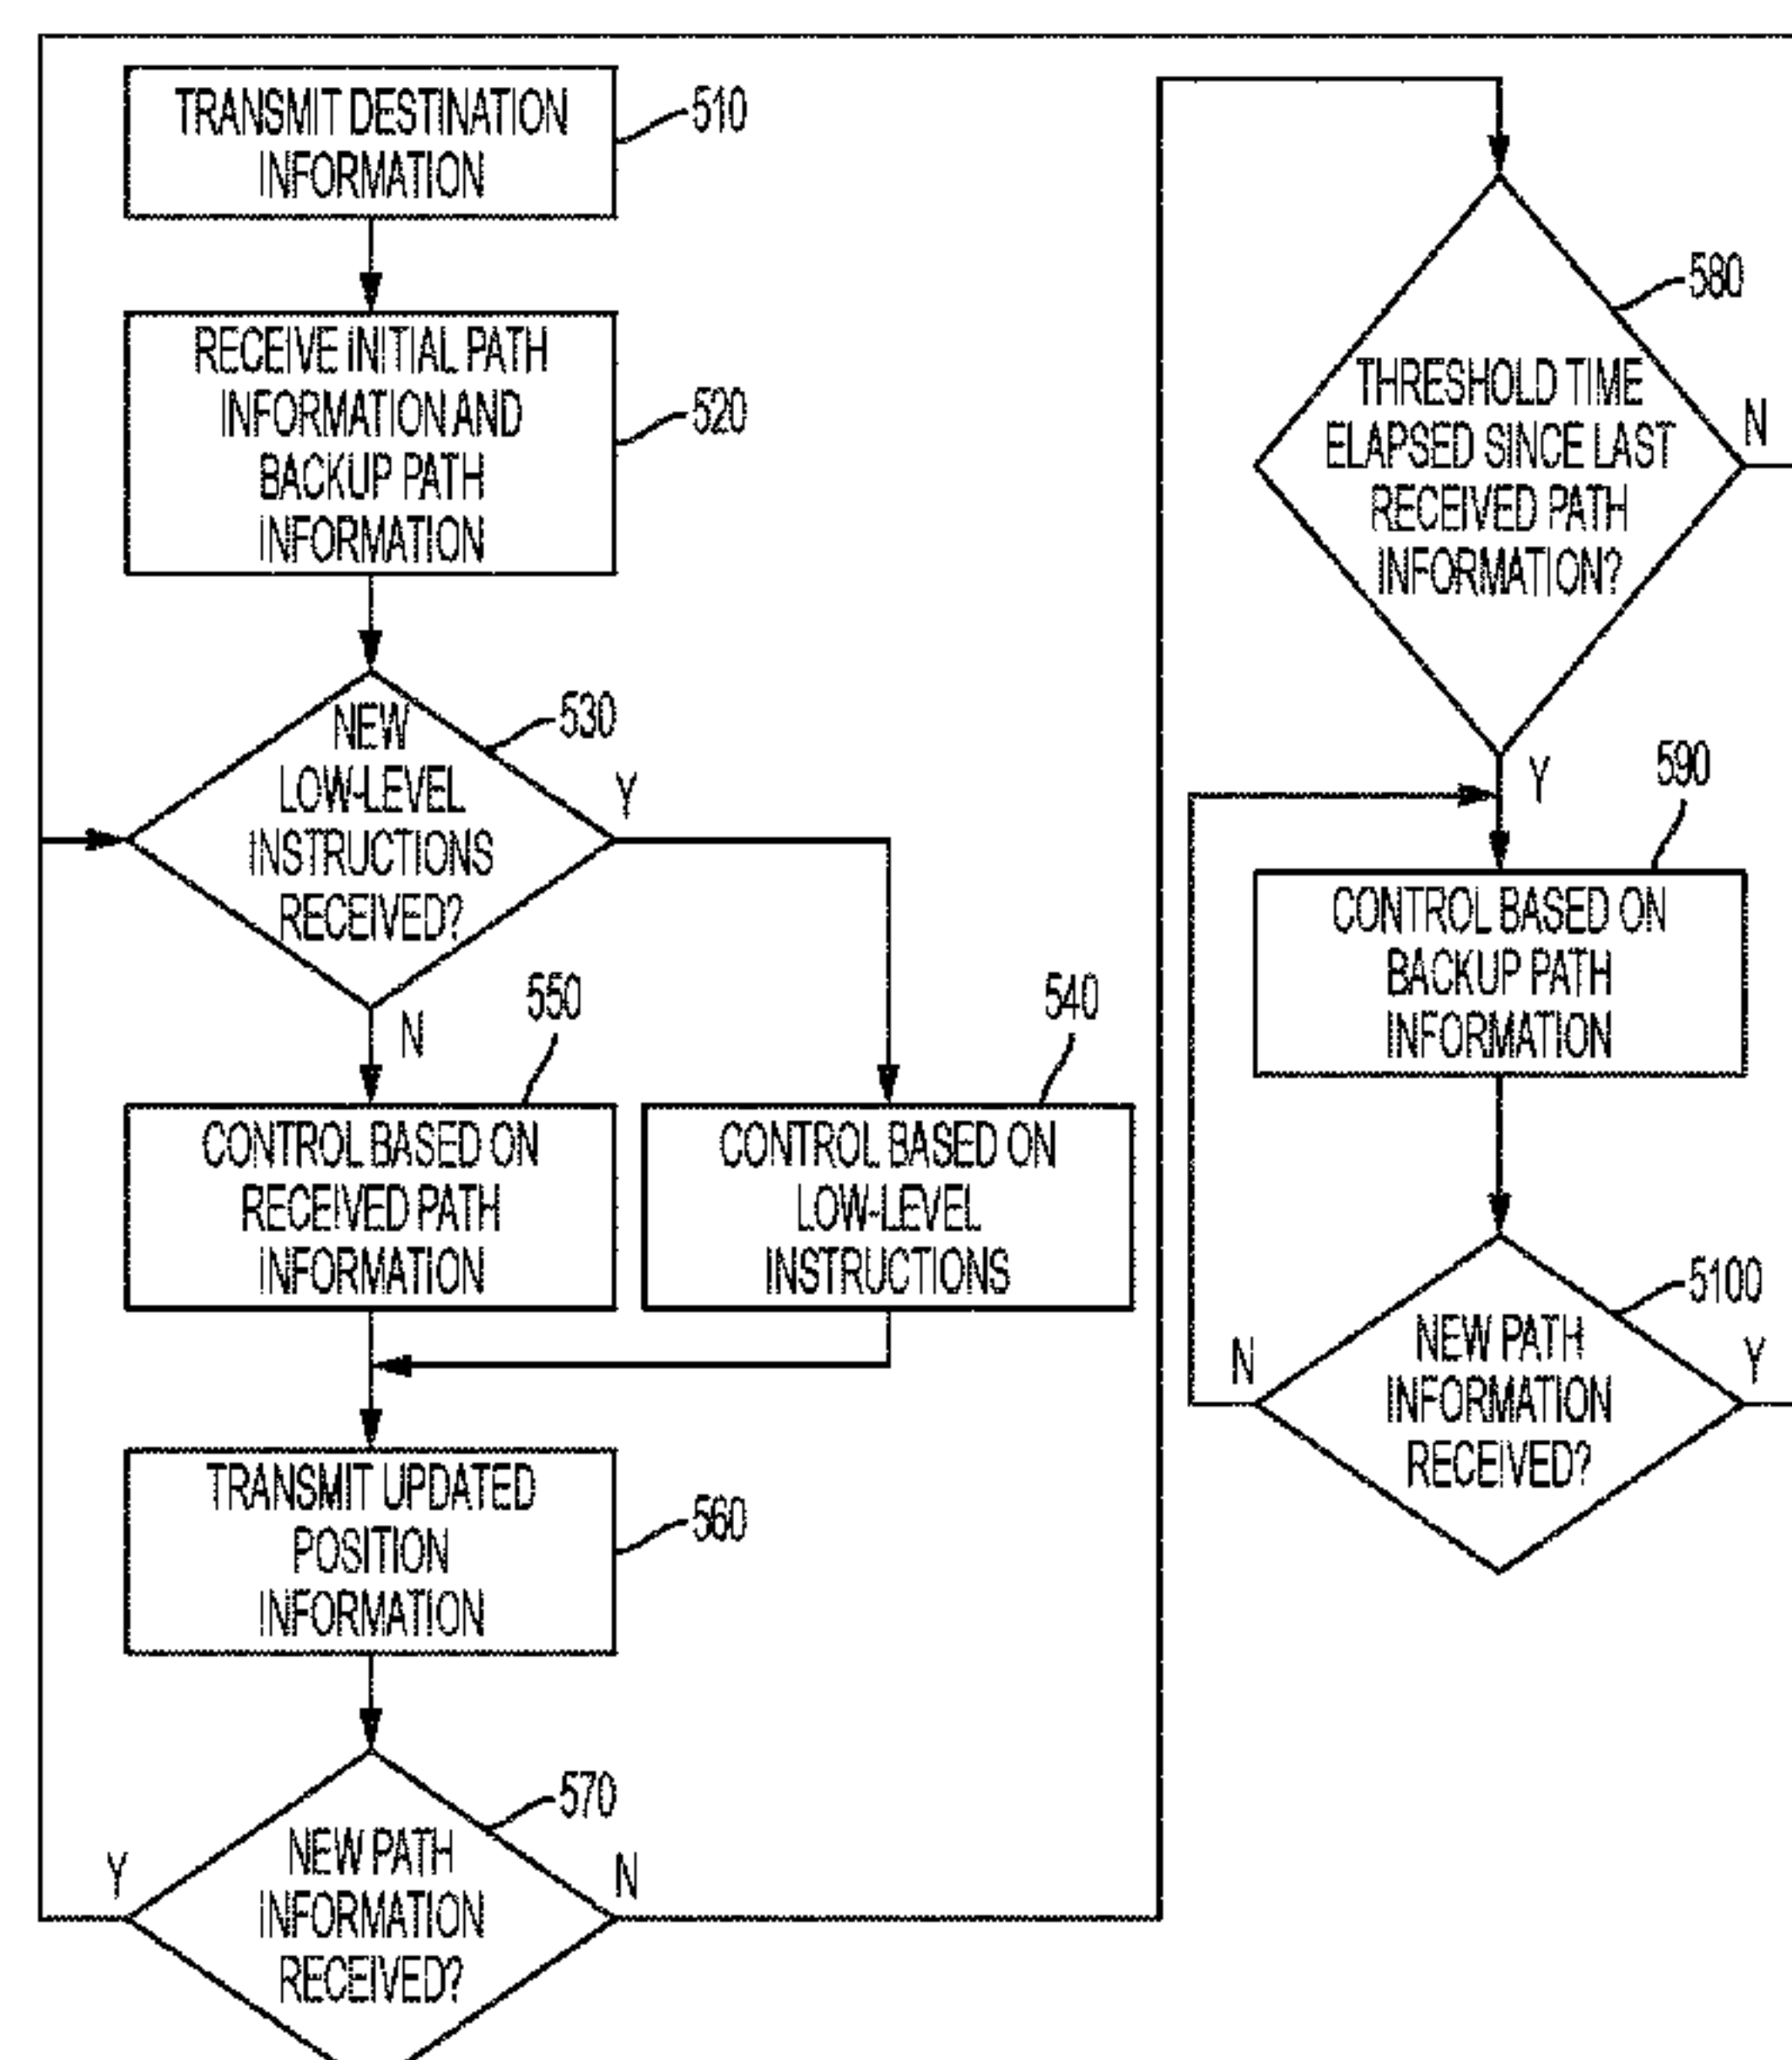 TRANSMIT DESTINATION
INFORMATION
510
RECEIVE INITIAL PATH
INFORMATION AND
BACKUP PATH
INFORMATION
520
NEW
LOW-LEVEL
INSTRUCTIONS
RECEIVED?
530
Y
N
550
CONTROL BASED ON
RECEIVED PATH
INFORMATION
540
CONTROL BASED ON
LOW-LEVEL
INSTRUCTIONS
TRANSMIT UPDATED
POSITION
INFORMATION
560
NEW PATH
INFORMATION
RECEIVED?
570
Y
N
THRESHOLD TIME
ELAPSED SINCE LAST
RECEIVED PATH
INFORMATION?
580
N
Y
590
CONTROL BASED ON
BACKUP PATH
INFORMATION
NEW PATH
INFORMATION
RECEIVED?
5100
N
Y